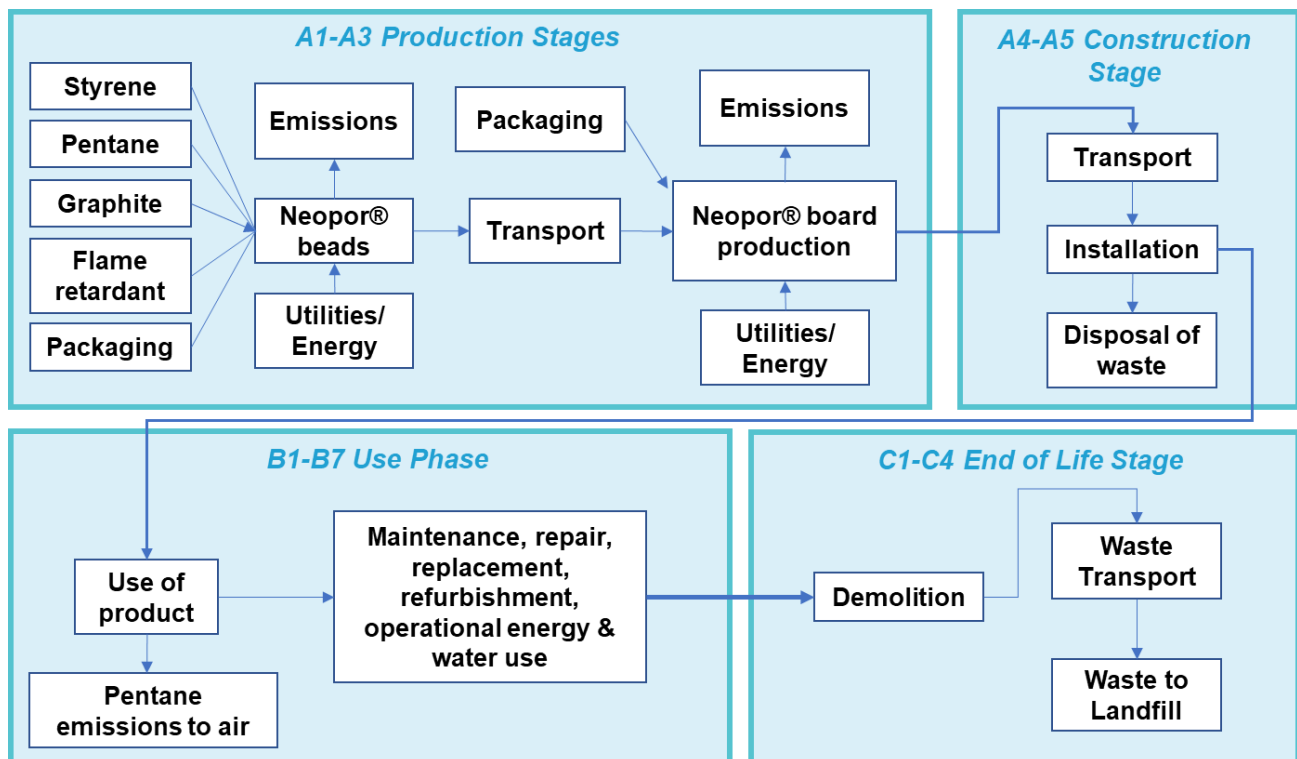 A1-A3 Production Stages
Styrene
Pentane
Graphite
Flame
retardant
Packaging
Emissions
Neopor® 
beads
Utilities/
Energy
Packaging
Transport
Emissions
Neopor® board
production
Utilities/
Energy
A4-A5 Construction
Stage
Transport
Installation
Disposal of
waste
B1-B7 Use Phase
Use of
product
Pentane
emissions to air
Maintenance, repair,
replacement,
refurbishment,
operational energy &
water use
C1-C4 End of Life Stage
Demolition
Waste
Transport
Waste to
Landfill